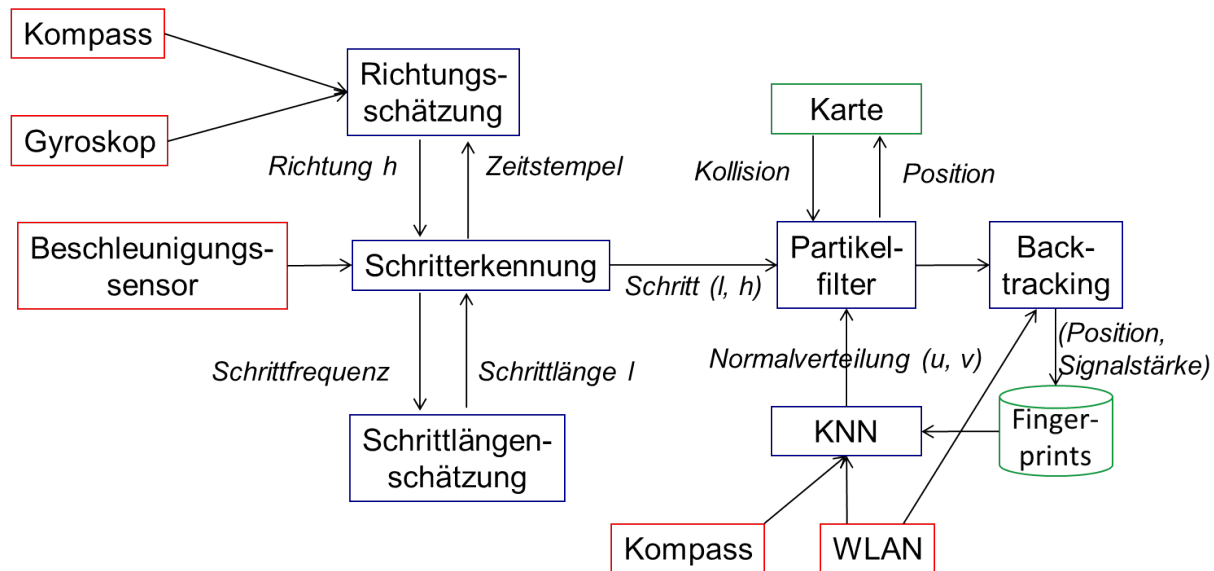 Kompass
Gyroskop
Richtungs-
schätzung
Richtung h
Zeitstempel
Beschleunigungs-
sensor
Schritterkennung
Schritt (l, h)
Schrittfrequenz
Schrittlänge l
Schrittlängen-
schätzung
Karte
Kollision
Position
Partikel-
filter
Back-
tracking
(Position,
Signalstärke)
Normalverteilung (u, v)
KNN
Finger-
prints
Kompass
WLAN